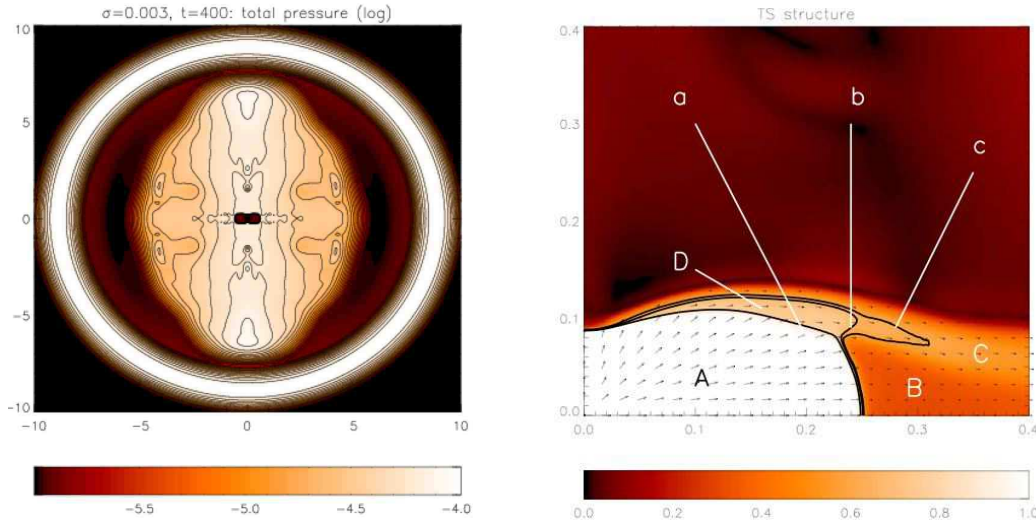 σ=0.003, t=400: total pressure (log)
10
5
0
-5
-10
-10 -5 0 5 10
-5.5 -5.0 -4.5 -4.0
TS structure
0.4
0.3
0.2
0.1
0.0
a b c
D
A B C
0.0 0.1 0.2 0.3 0.4
0.0 0.2 0.4 0.6 0.8 1.0